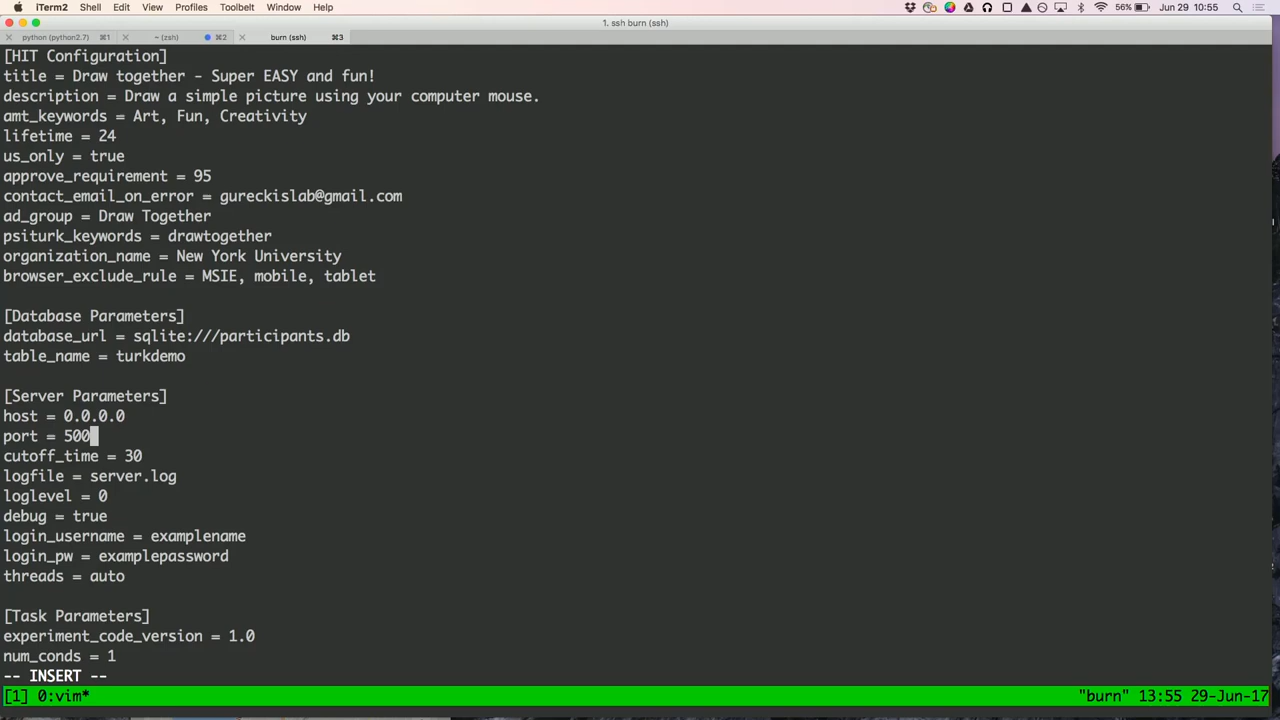 iTerm2 Shell Edit View Profiles Toolbelt Window Help 56% Jun 29 10:55
1. ssh burn (ssh)
python (python2.7) ⌘1 ~ (zsh) ⌘2 burn (ssh) ⌘3
[HIT Configuration]
title = Draw together - Super EASY and fun!
description = Draw a simple picture using your computer mouse.
amt_keywords = Art, Fun, Creativity
lifetime = 24
us_only = true
approve_requirement = 95
contact_email_on_error = gureckislab@gmail.com
ad_group = Draw Together
psiturk_keywords = drawtogether
organization_name = New York University
browser_exclude_rule = MSIE, mobile, tablet
[Database Parameters]
database_url = sqlite:///participants.db
table_name = turkdemo
[Server Parameters]
host = 0.0.0.0
port = 500
cutoff_time = 30
logfile = server.log
loglevel = 0
debug = true
login_username = examplename
login_pw = examplepassword
threads = auto
[Task Parameters]
experiment_code_version = 1.0
num_conds = 1
-- INSERT --
[1] 0:vim* "burn" 13:55 29-Jun-17